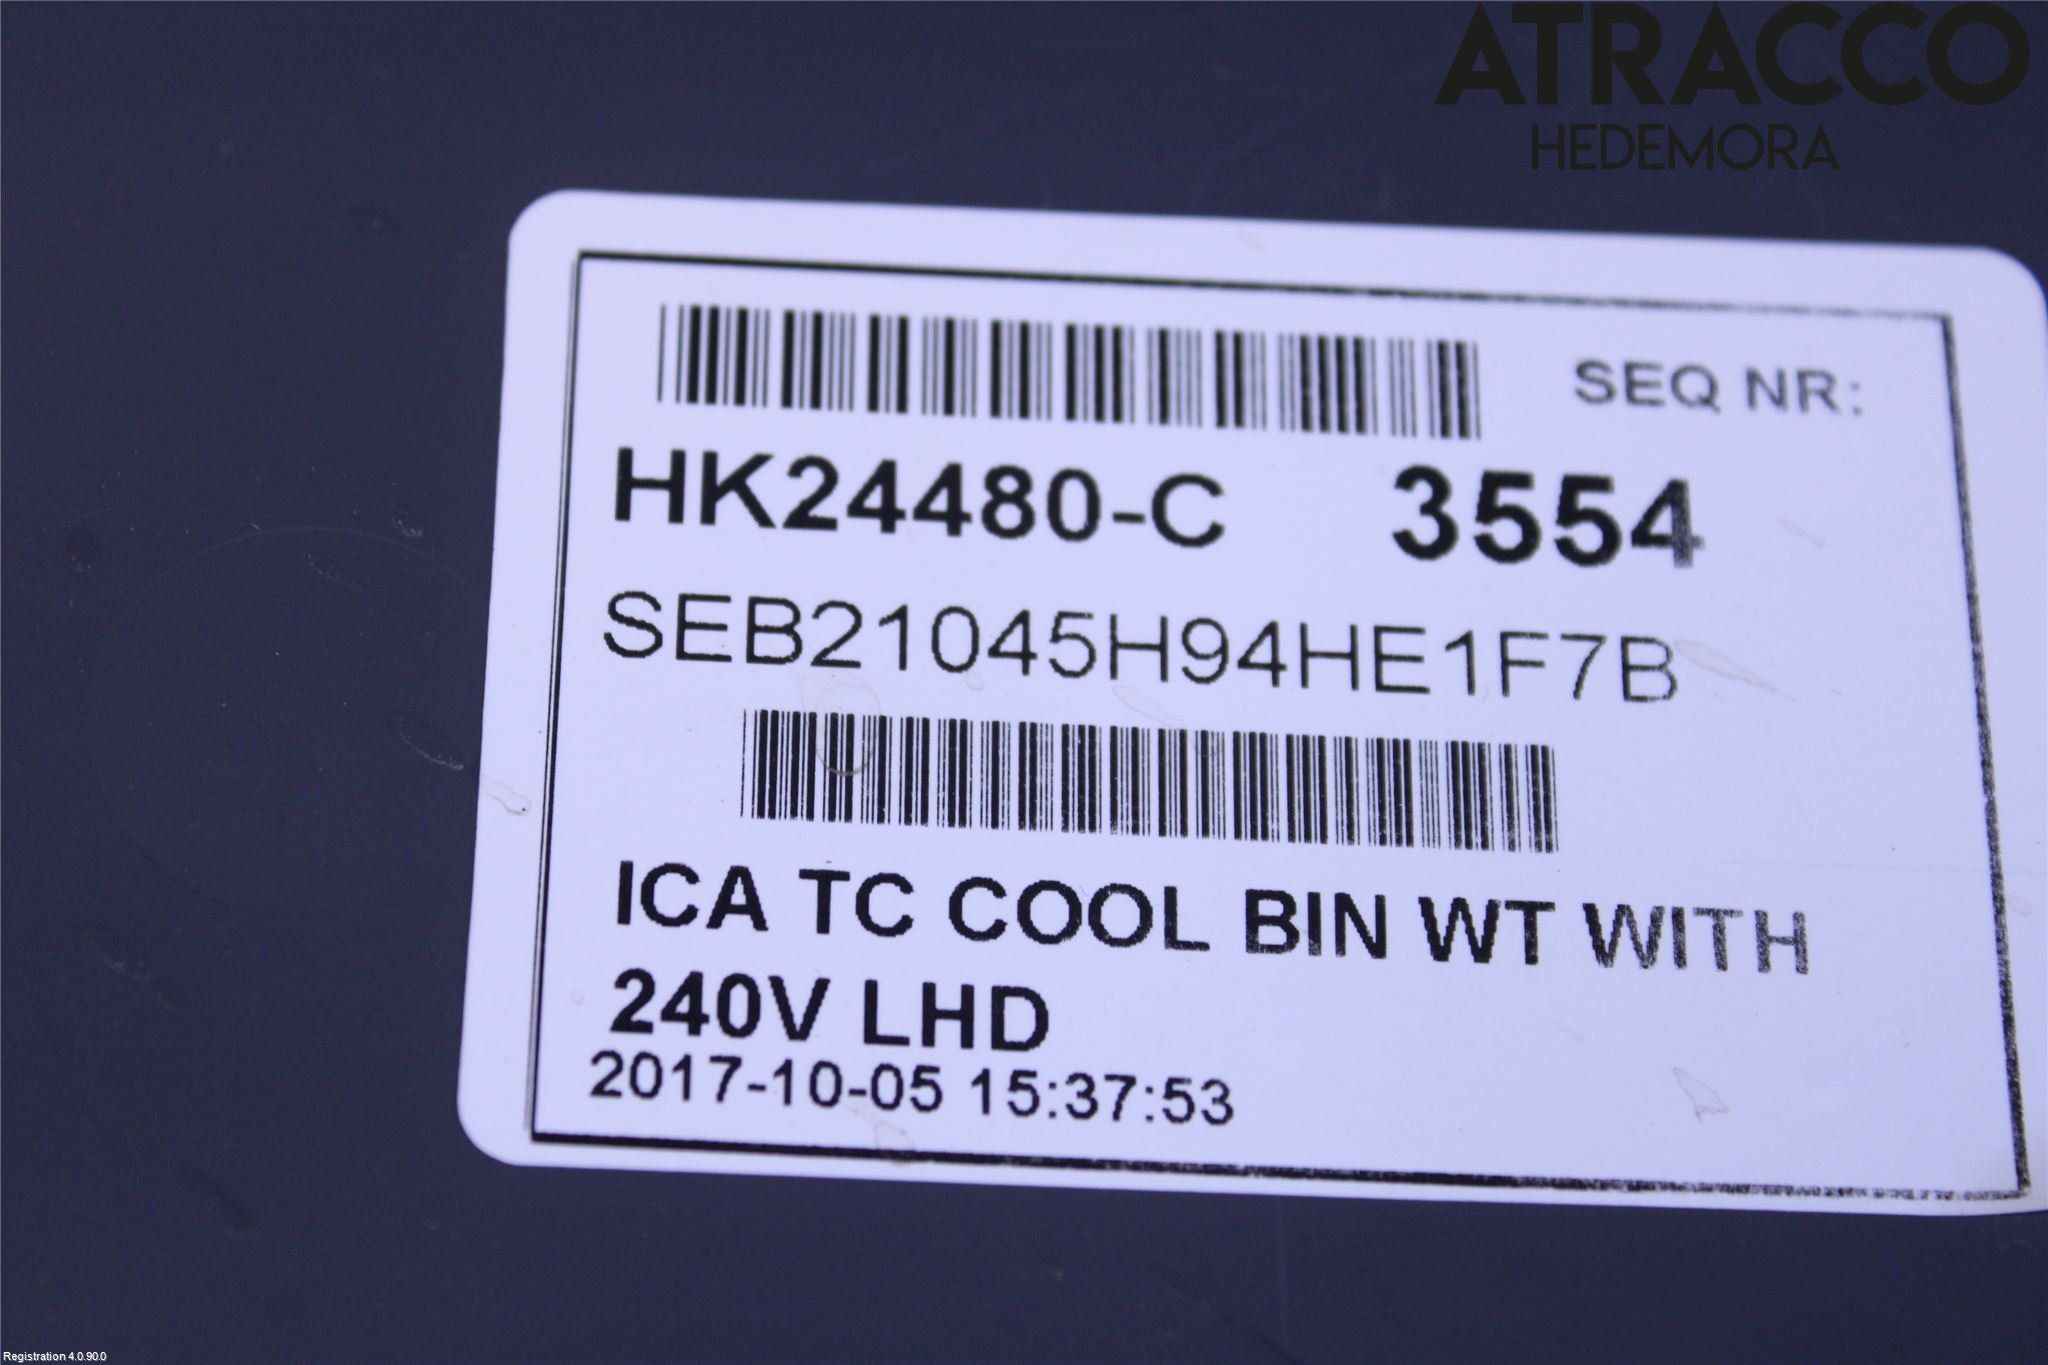 ATRACCO
HEDEMORA
SEQ NR:
HK24480-C 3554
SEB21045H94HE1F7B
ICA TC COOL BIN WT WITH
240V LHD
2017-10-05 15:37:53
Registration 4.0.90.0